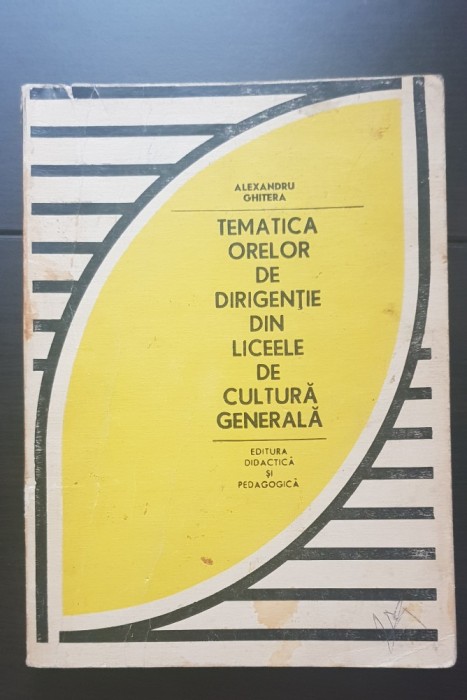 ALEXANDRU
GHITERA
TEMATICA
ORELOR
DE
DIRIGENȚIE
DIN
LICEELE
DE
CULTURĂ
GENERALĂ
EDITURA
DIDACTICĂ
ȘI
PEDAGOGICĂ